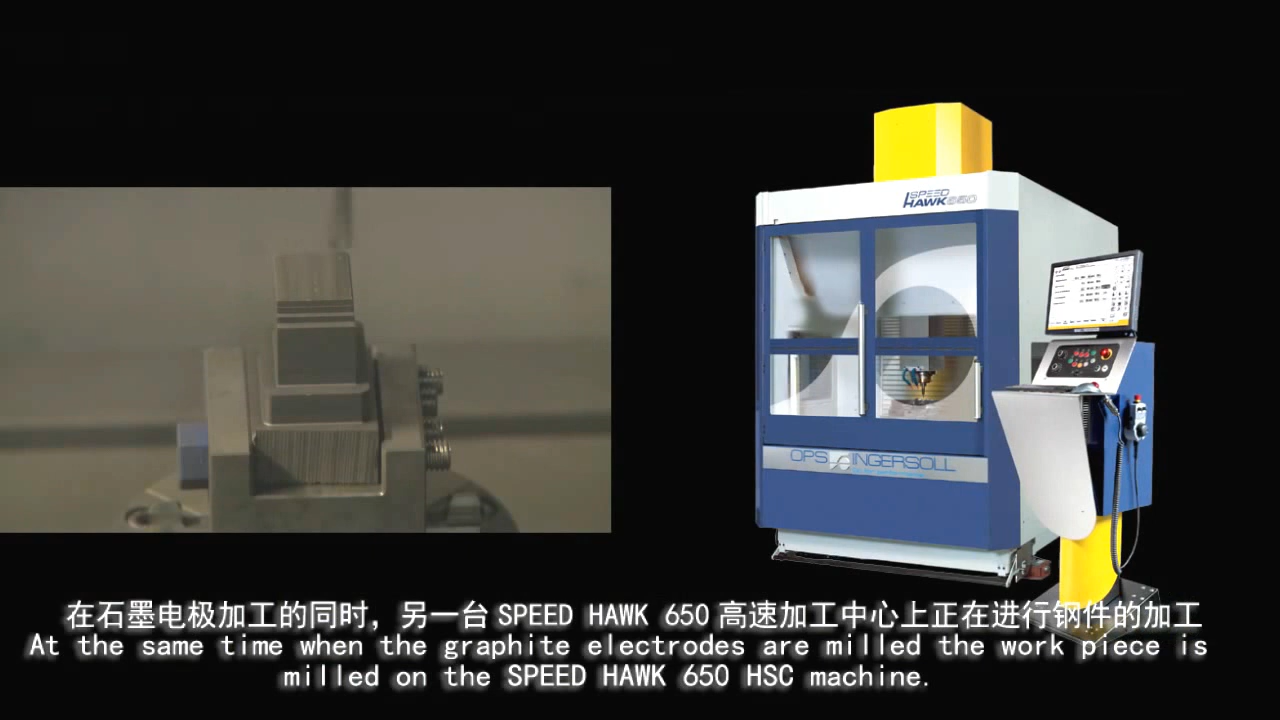 SPEED
HAWK650
OPS INGERSOLL
在石墨电极加工的同时，另一台 SPEED HAWK 650 高速加工中心上正在进行钢件的加工
At the same time when the graphite electrodes are milled the work piece is
milled on the SPEED HAWK 650 HSC machine.